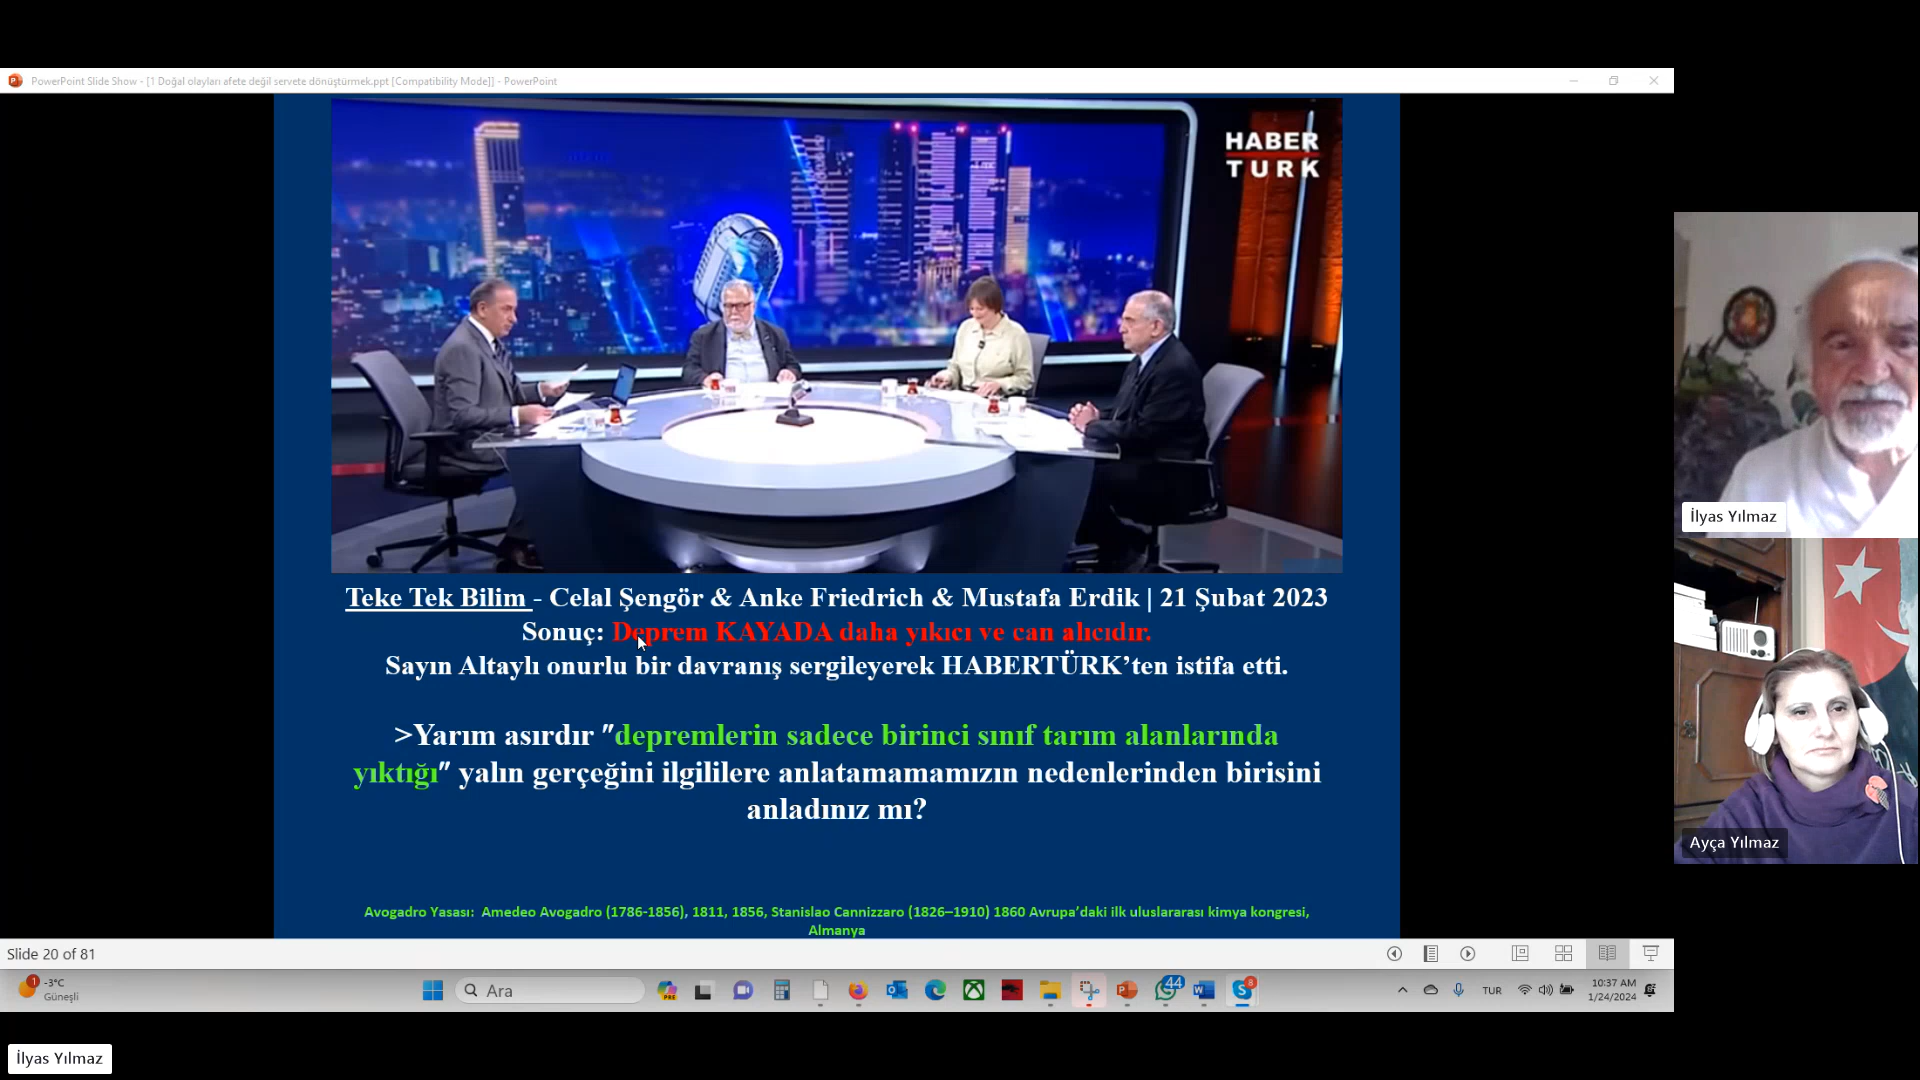 PowerPoint Slide Show - [1 Doğal olayları afete değil servete dönüştürmek.ppt [Compatibility Mode]] - PowerPoint
HABER
TURK
Teke Tek Bilim - Celal Şengör & Anke Friedrich & Mustafa Erdik | 21 Şubat 2023
Sonuç: Deprem KAYADA daha yıkıcı ve can alıcıdır.
Sayın Altaylı onurlu bir davranış sergileyerek HABERTÜRK’ten istifa etti.
>Yarım asırdır "depremlerin sadece birinci sınıf tarım alanlarında
yıktığı" yalın gerçeğini ilgililere anlatamamamızın nedenlerinden birisini
anladınız mı?
Avogadro Yasası: Amedeo Avogadro (1786-1856), 1811, 1856, Stanislao Cannizzaro (1826–1910) 1860 Avrupa’daki ilk uluslararası kimya kongresi,
Almanya
İlyas Yılmaz
Ayça Yılmaz
Slide 20 of 81
1
-3°C
Güneşli
Ara
PRE
44
8
TUR
10:37 AM
1/24/2024
İlyas Yılmaz